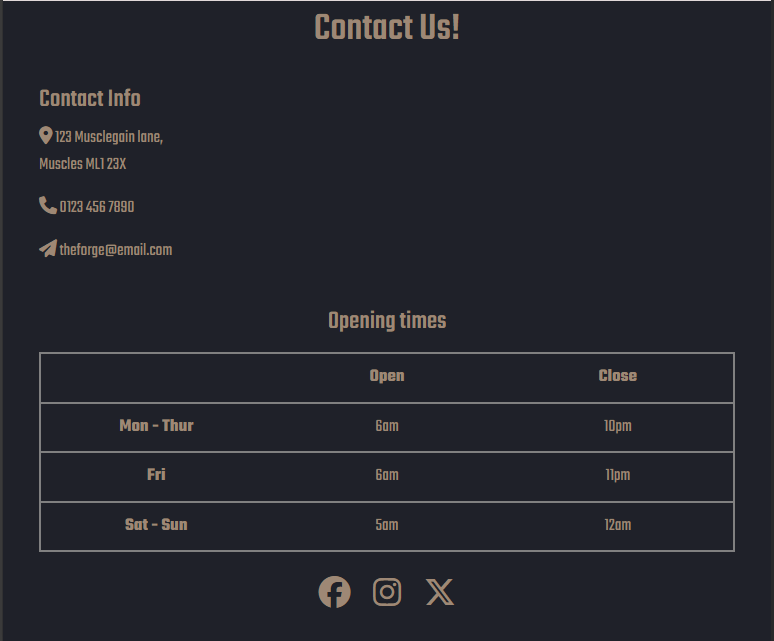 Contact Us!
Contact Info
123 Musclegain lane,
Muscles ML1 23X
0123 456 7890
theforge@email.com
Opening times
Open Close
Mon - Thur 6am 10pm
Fri 6am 11pm
Sat - Sun 5am 12am